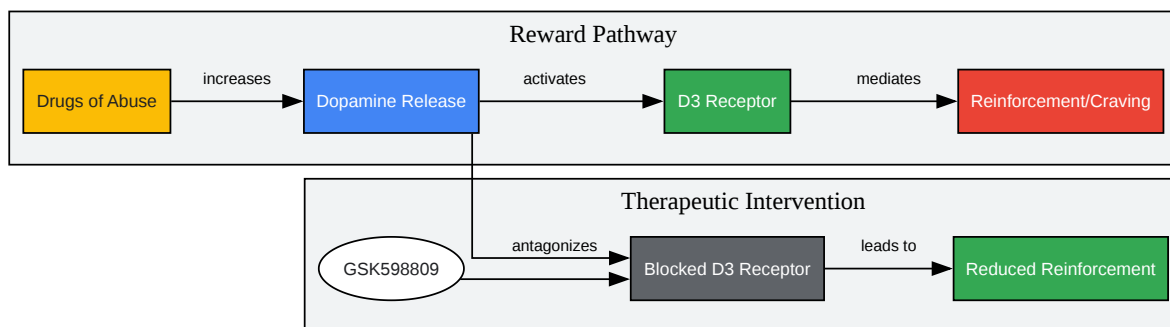 Reward Pathway
Drugs of Abuse
increases
Dopamine Release
activates
D3 Receptor
mediates
Reinforcement/Craving
Therapeutic Intervention
GSK598809
antagonizes
Blocked D3 Receptor
leads to
Reduced Reinforcement